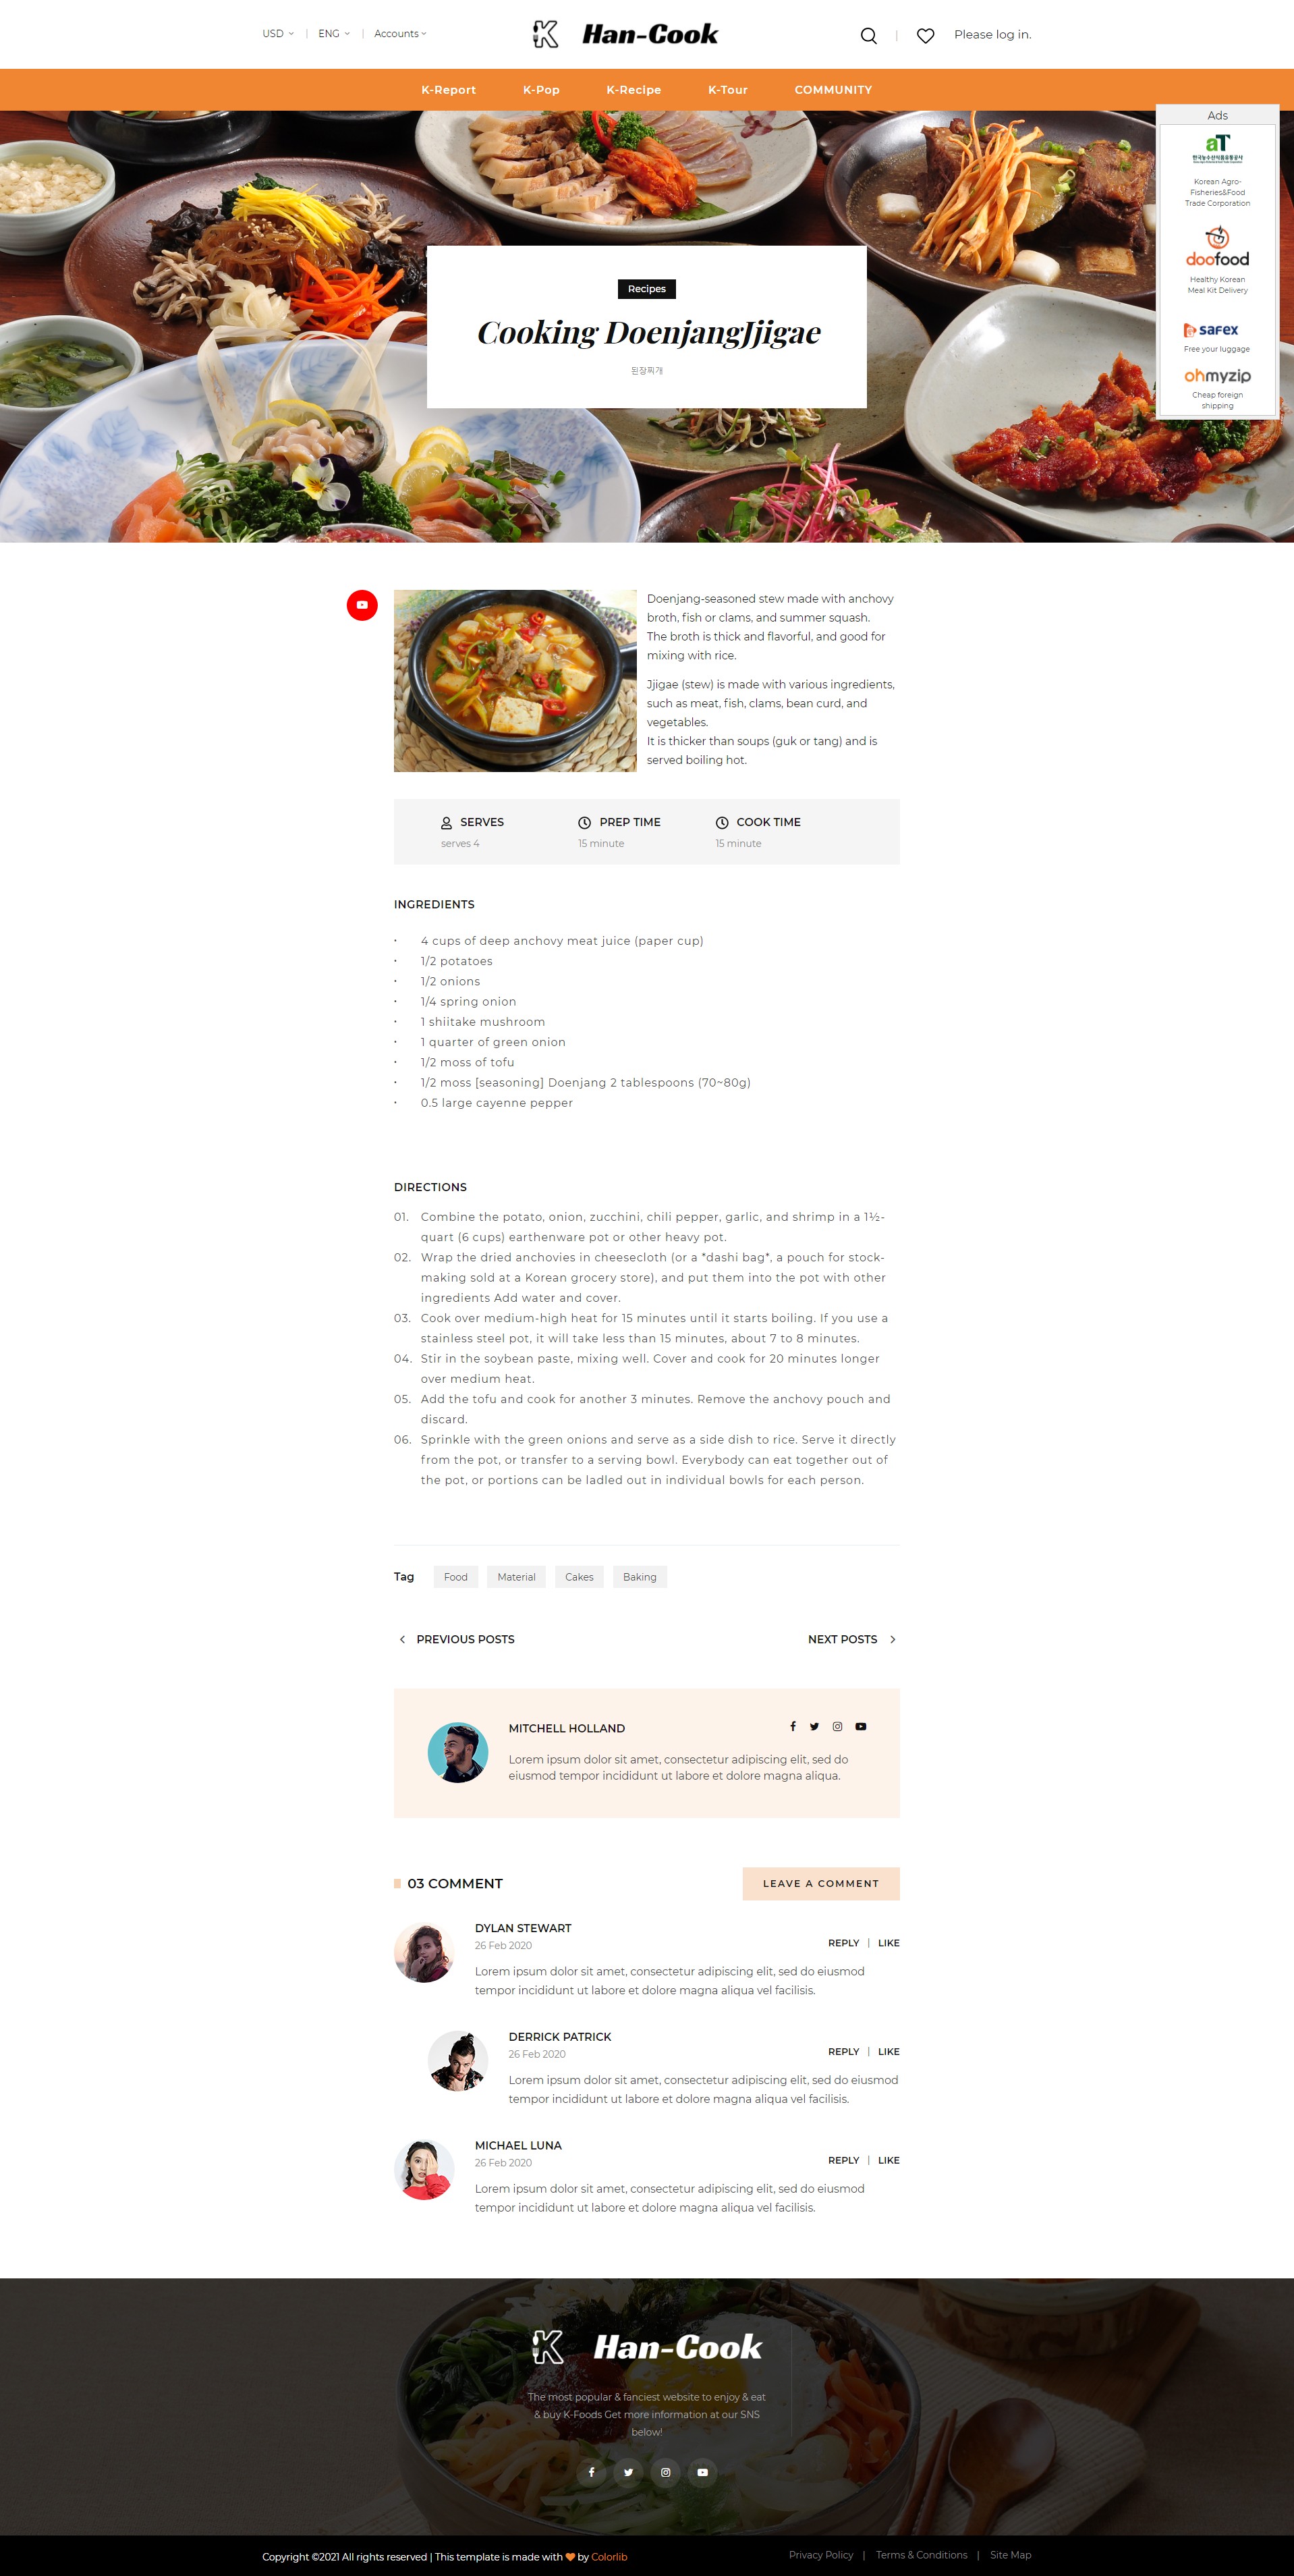 USD
ENG
Accounts
Han-Cook
Please log in.
K-Report
K-Pop
K-Recipe
K-Tour
COMMUNITY
Ads
aT
한국농수산식품유통공사
Korean Agro-
Fisheries&Food
Trade Corporation
doofood
Healthy Korean
Meal Kit Delivery
safex
Free your luggage
ohmyzip
Cheap foreign
shipping
Recipes
Cooking DoenjangJjigae
된장찌개
Doenjang-seasoned stew made with anchovy
broth, fish or clams, and summer squash.
The broth is thick and flavorful, and good for
mixing with rice.
Jjigae (stew) is made with various ingredients,
such as meat, fish, clams, bean curd, and
vegetables.
It is thicker than soups (guk or tang) and is
served boiling hot.
SERVES
serves 4
PREP TIME
15 minute
COOK TIME
15 minute
INGREDIENTS
• 4 cups of deep anchovy meat juice (paper cup)
• 1/2 potatoes
• 1/2 onions
• 1/4 spring onion
• 1 shiitake mushroom
• 1 quarter of green onion
• 1/2 moss of tofu
• 1/2 moss [seasoning] Doenjang 2 tablespoons (70~80g)
• 0.5 large cayenne pepper
DIRECTIONS
01. Combine the potato, onion, zucchini, chili pepper, garlic, and shrimp in a 1½-
quart (6 cups) earthenware pot or other heavy pot.
02. Wrap the dried anchovies in cheesecloth (or a *dashi bag*, a pouch for stock-
making sold at a Korean grocery store), and put them into the pot with other
ingredients Add water and cover.
03. Cook over medium-high heat for 15 minutes until it starts boiling. If you use a
stainless steel pot, it will take less than 15 minutes, about 7 to 8 minutes.
04. Stir in the soybean paste, mixing well. Cover and cook for 20 minutes longer
over medium heat.
05. Add the tofu and cook for another 3 minutes. Remove the anchovy pouch and
discard.
06. Sprinkle with the green onions and serve as a side dish to rice. Serve it directly
from the pot, or transfer to a serving bowl. Everybody can eat together out of
the pot, or portions can be ladled out in individual bowls for each person.
Tag
Food
Material
Cakes
Baking
PREVIOUS POSTS
NEXT POSTS
MITCHELL HOLLAND
Lorem ipsum dolor sit amet, consectetur adipiscing elit, sed do
eiusmod tempor incididunt ut labore et dolore magna aliqua.
03 COMMENT
LEAVE A COMMENT
DYLAN STEWART
26 Feb 2020
REPLY | LIKE
Lorem ipsum dolor sit amet, consectetur adipiscing elit, sed do eiusmod
tempor incididunt ut labore et dolore magna aliqua vel facilisis.
DERRICK PATRICK
26 Feb 2020
REPLY | LIKE
Lorem ipsum dolor sit amet, consectetur adipiscing elit, sed do eiusmod
tempor incididunt ut labore et dolore magna aliqua vel facilisis.
MICHAEL LUNA
26 Feb 2020
REPLY | LIKE
Lorem ipsum dolor sit amet, consectetur adipiscing elit, sed do eiusmod
tempor incididunt ut labore et dolore magna aliqua vel facilisis.
Han-Cook
The most popular & fanciest website to enjoy & eat
& buy K-Foods Get more information at our SNS
below!
Copyright ©2021 All rights reserved | This template is made with by Colorlib
Privacy Policy | Terms & Conditions | Site Map